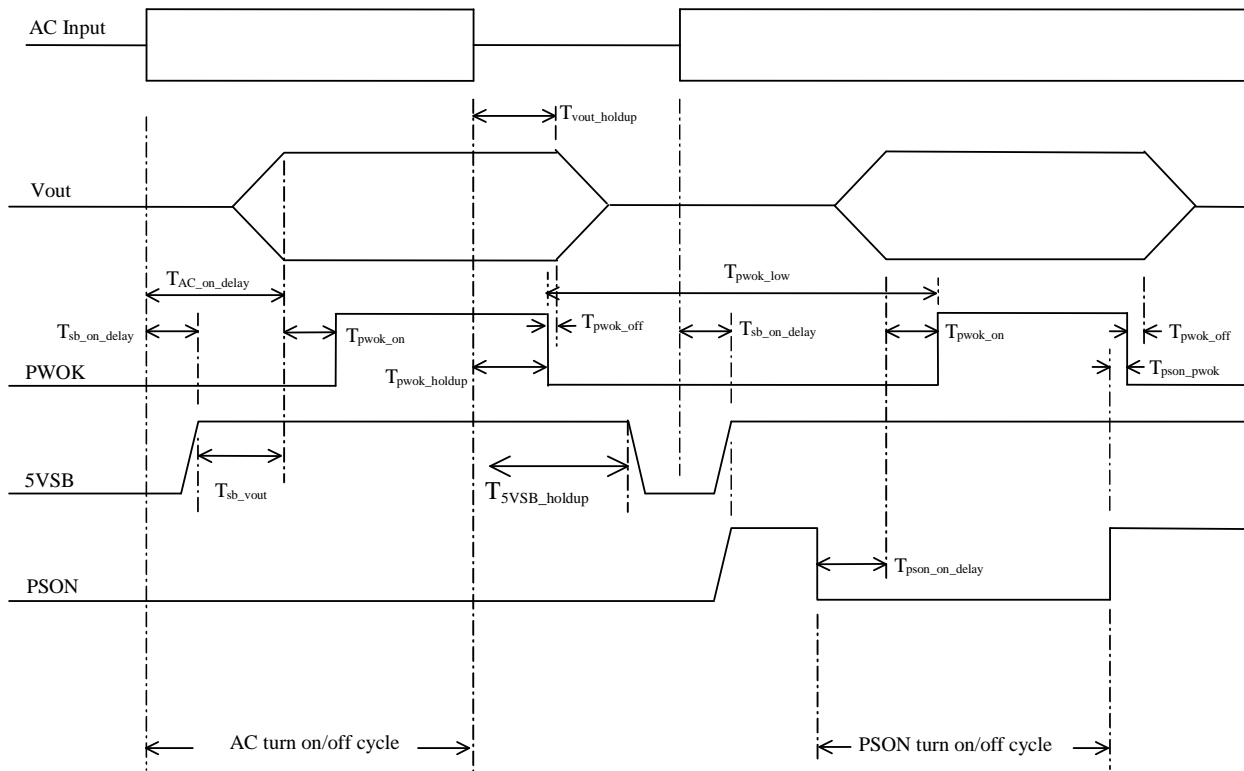 AC Input
Tvout_holdup
Vout
TAC_on_delay
Tpwok_low
Tsb_on_delay
Tpwok_on
Tpwok_off
Tsb_on_delay
Tpwok_on
Tpwok_off
PWOK
Tpwok_holdup
Tpson_pwok
5VSB
Tsb_vout
T5VSB_holdup
Tpson_on_delay
PSON
AC turn on/off cycle
PSON turn on/off cycle